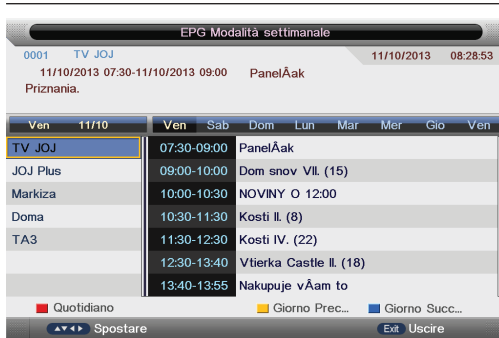 EPG Modalità settimanale
0001 TV JOJ 11/10/2013 08:28:53
11/10/2013 07:30-11/10/2013 09:00 PanelÂak
Priznania.
Ven 11/10 Ven Sab Dom Lun Mar Mer Gio Ven
TV JOJ 07:30-09:00 PanelÂak
JOJ Plus 09:00-10:00 Dom snov VII. (15)
Markiza 10:00-10:30 NOVINY O 12:00
Doma 10:30-11:30 Kosti II. (8)
TA3 11:30-12:30 Kosti IV. (22)
12:30-13:40 Vtierka Castle II. (18)
13:40-13:55 Nakupuje vÂam to
Quotidiano Giorno Prec... Giorno Succ...
Spostare Exit Uscire